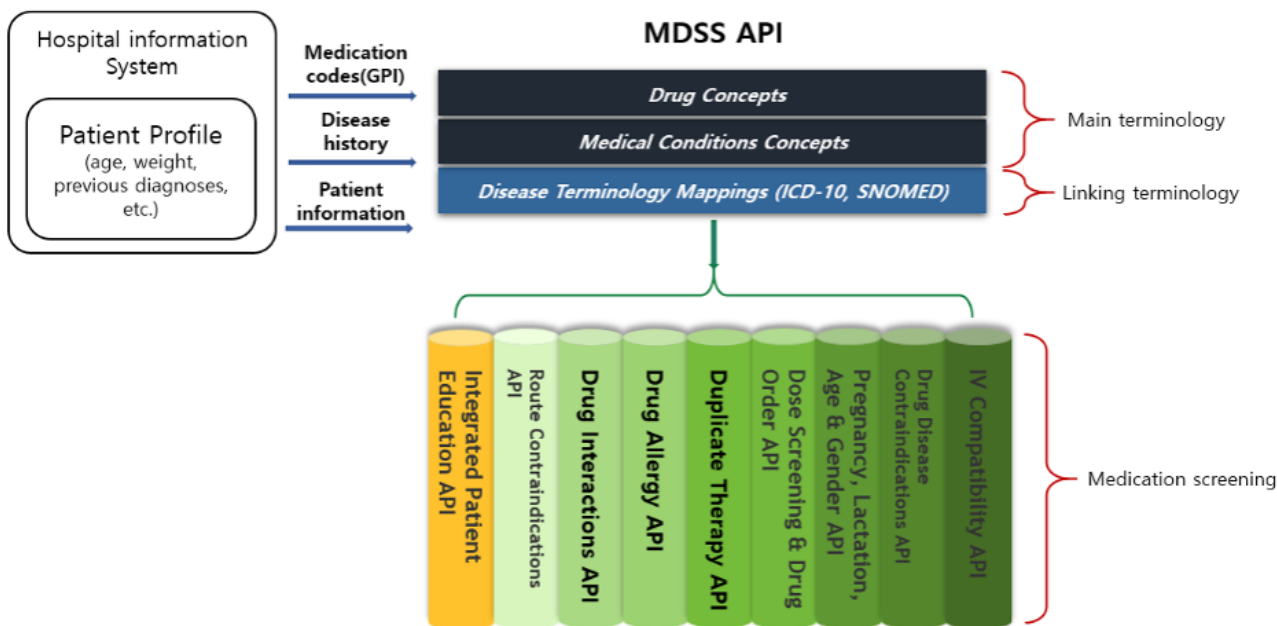 Hospital information
System
Patient Profile
(age, weight,
previous diagnoses,
etc.)
Medication
codes(GPI)
Disease
history
Patient
information
MDSS API
Drug Concepts
Medical Conditions Concepts
Disease Terminology Mappings (ICD-10, SNOMED)
Main terminology
Linking terminology
Integrated Patient
Education API
Route Contraindications
API
Drug Interactions API
Drug Allergy API
Duplicate Therapy API
Dose Screening & Drug
Order API
Pregnancy, Lactation,
Age & Gender API
Drug Disease
Contraindications API
IV Compatibility API
Medication screening